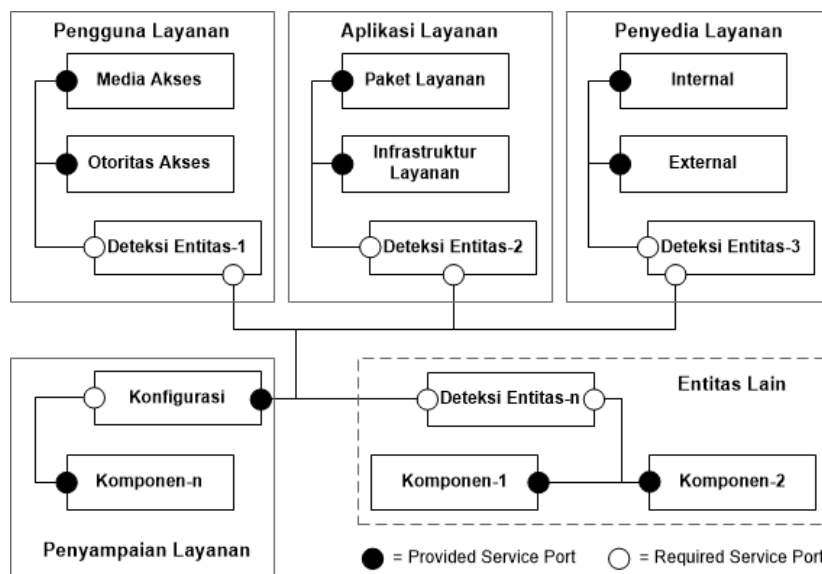 Pengguna Layanan
Media Akses
Otoritas Akses
Deteksi Entitas-1
Aplikasi Layanan
Paket Layanan
Infrastruktur
Layanan
Deteksi Entitas-2
Penyedia Layanan
Internal
External
Deteksi Entitas-3
Konfigurasi
Komponen-n
Penyampaian Layanan
Entitas Lain
Deteksi Entitas-n
Komponen-1
Komponen-2
= Provided Service Port
= Required Service Port